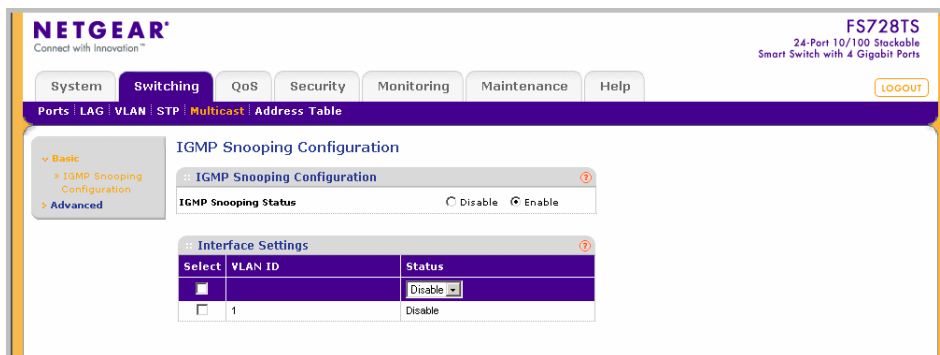 NETGEAR®
Connect with Innovation™
FS728TS
24-Port 10/100 Stackable
Smart Switch with 4 Gigabit Ports
System Switching QoS Security Monitoring Maintenance Help LOGOUT
Ports LAG VLAN STP Multicast Address Table
Basic
» IGMP Snooping
Configuration
> Advanced
IGMP Snooping Configuration
IGMP Snooping Configuration ?
IGMP Snooping Status Disable Enable
Interface Settings ?
Select VLAN ID Status
Disable
1 Disable